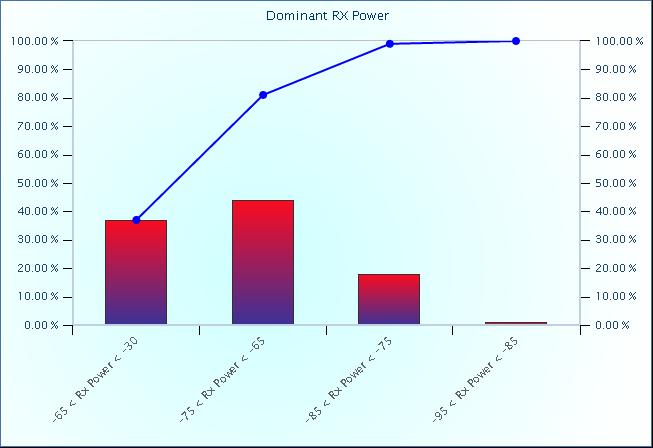 Dominant RX Power
100.00 % 100.00 %
90.00 % 90.00 %
80.00 % 80.00 %
70.00 % 70.00 %
60.00 % 60.00 %
50.00 % 50.00 %
40.00 % 40.00 %
30.00 % 30.00 %
20.00 % 20.00 %
10.00 % 10.00 %
0.00 % 0.00 %
-65 < Rx Power < -30
-75 < Rx Power < -65
-85 < Rx Power < -75
-95 < Rx Power < -85